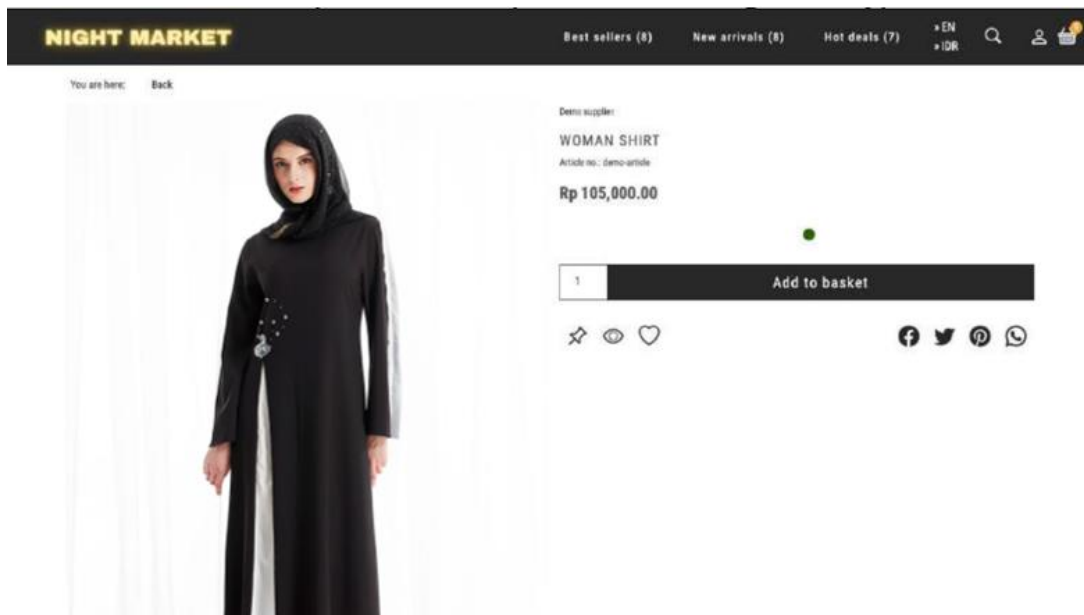 NIGHT MARKET
Best sellers (8)
New arrivals (8)
Hot deals (7)
» EN
» IDR
You are here: Back
Demo supplier
WOMAN SHIRT
Article no.: demo-article
Rp 105,000.00
1
Add to basket